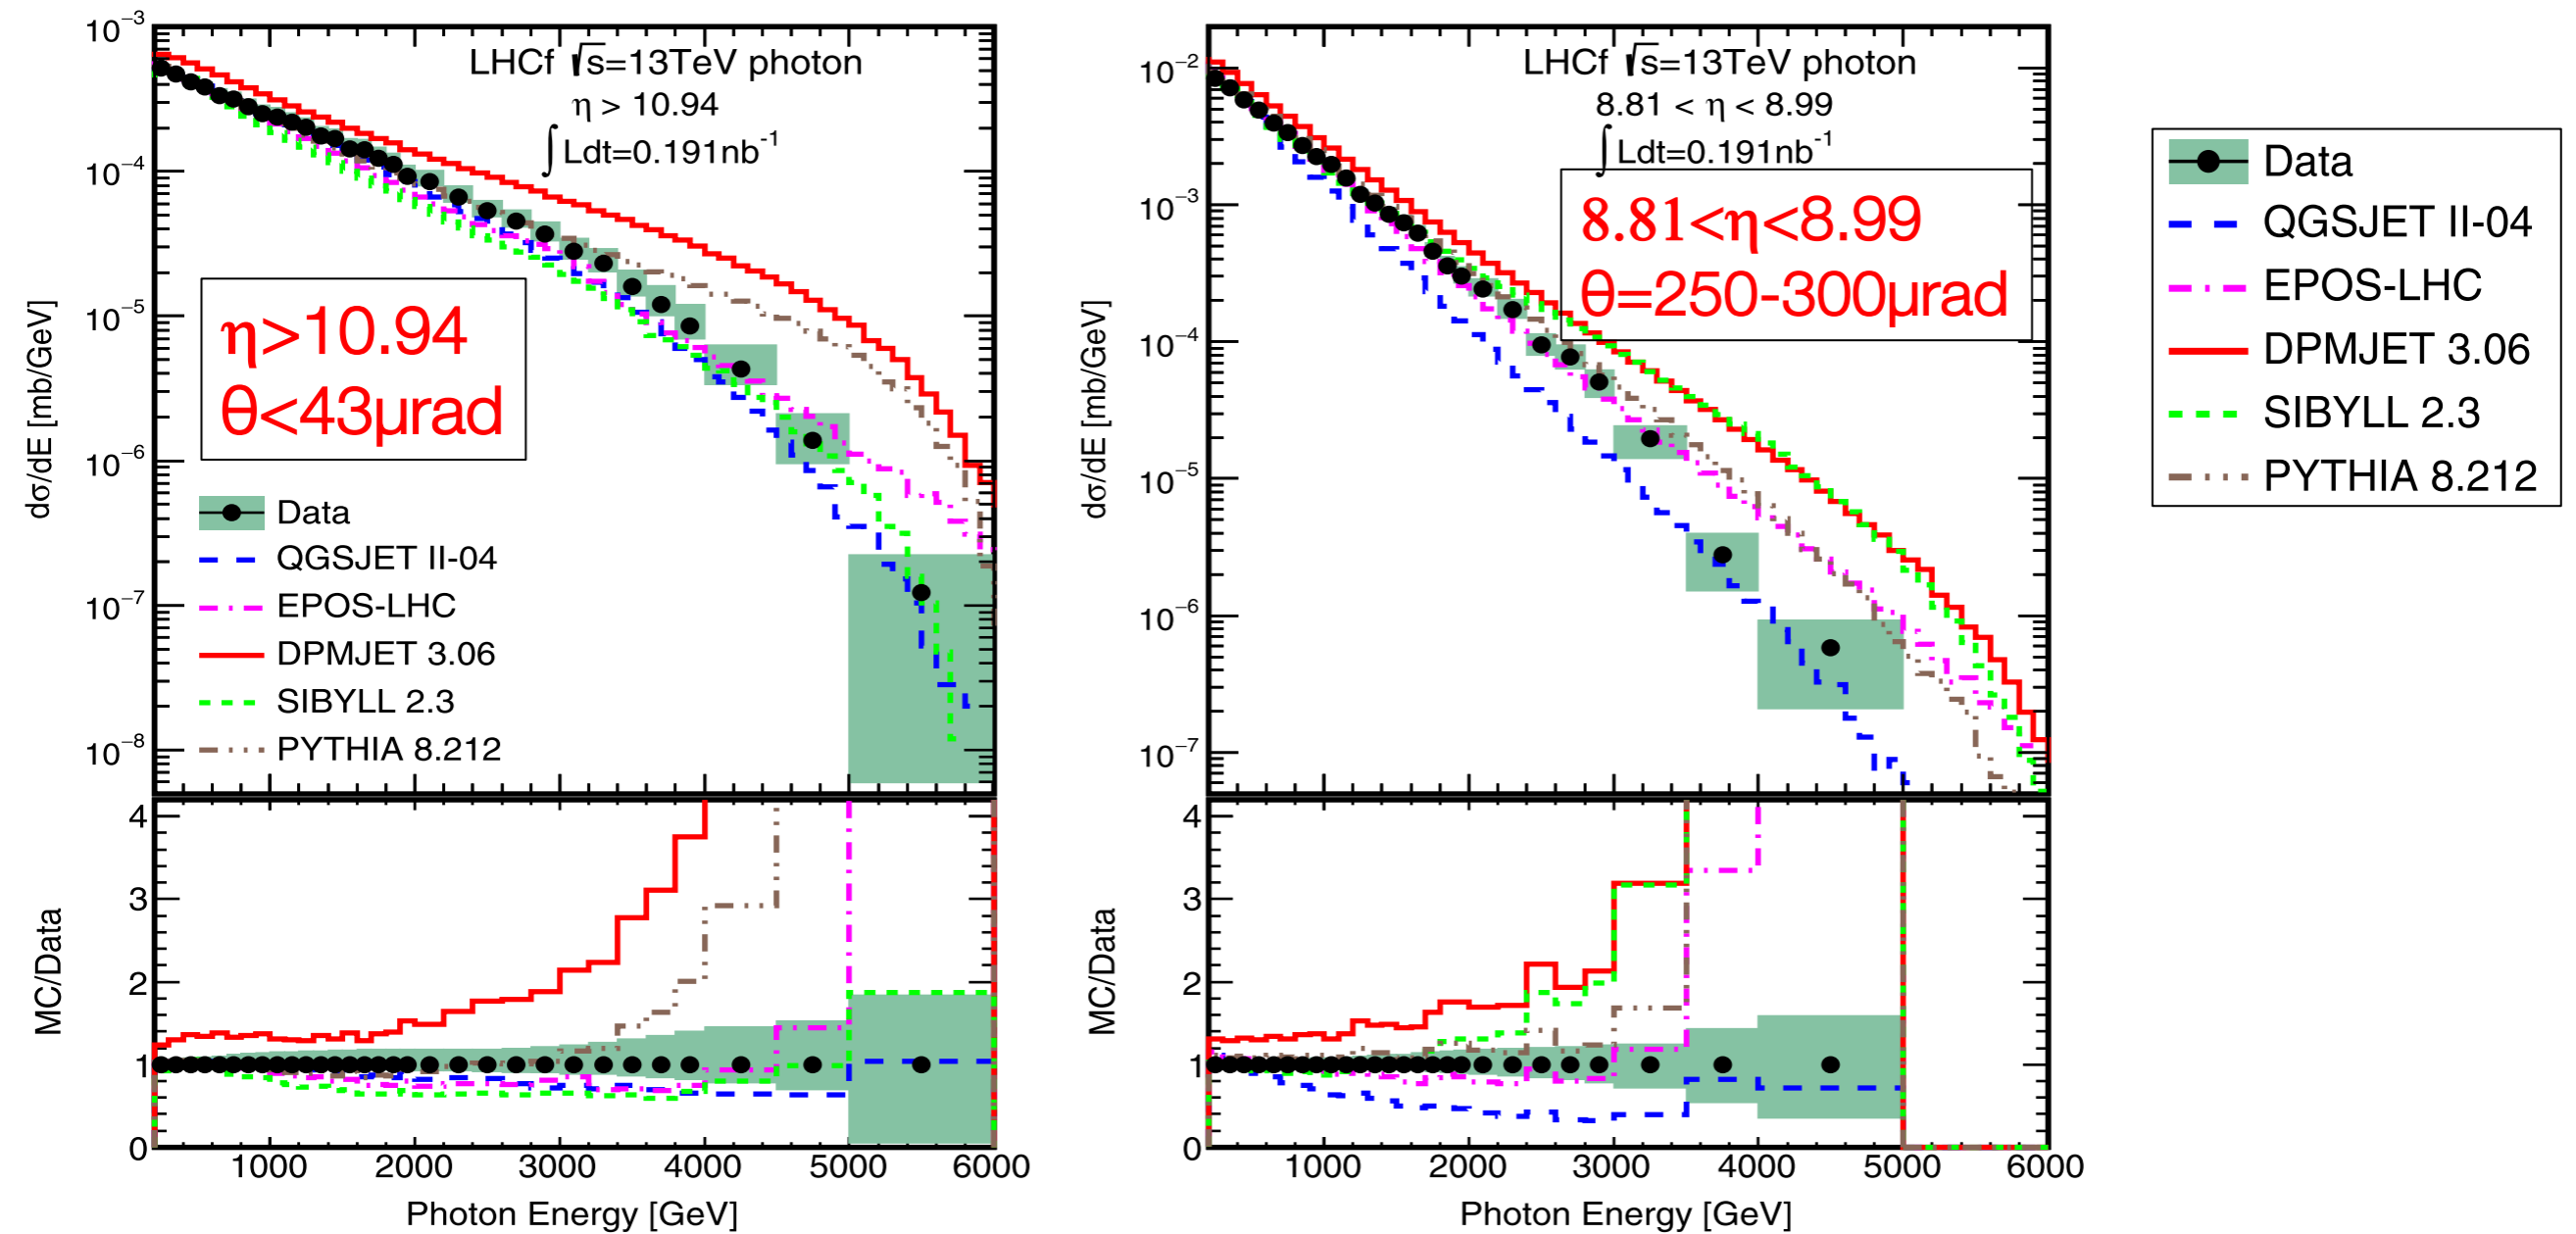 LHCf √s=13TeV photon
η > 10.94
∫Ldt=0.191nb⁻¹
η>10.94
θ<43μrad
Data
QGSJET II-04
EPOS-LHC
DPMJET 3.06
SIBYLL 2.3
PYTHIA 8.212
dσ/dE [mb/GeV]
10⁻³
10⁻⁴
10⁻⁵
10⁻⁶
10⁻⁷
10⁻⁸
MC/Data
4
3
2
1
0
1000 2000 3000 4000 5000 6000
Photon Energy [GeV]
LHCf √s=13TeV photon
8.81 < η < 8.99
∫Ldt=0.191nb⁻¹
8.81<η<8.99
θ=250-300μrad
dσ/dE [mb/GeV]
10⁻²
10⁻³
10⁻⁴
10⁻⁵
10⁻⁶
10⁻⁷
MC/Data
4
3
2
1
0
1000 2000 3000 4000 5000 6000
Photon Energy [GeV]
Data
QGSJET II-04
EPOS-LHC
DPMJET 3.06
SIBYLL 2.3
PYTHIA 8.212